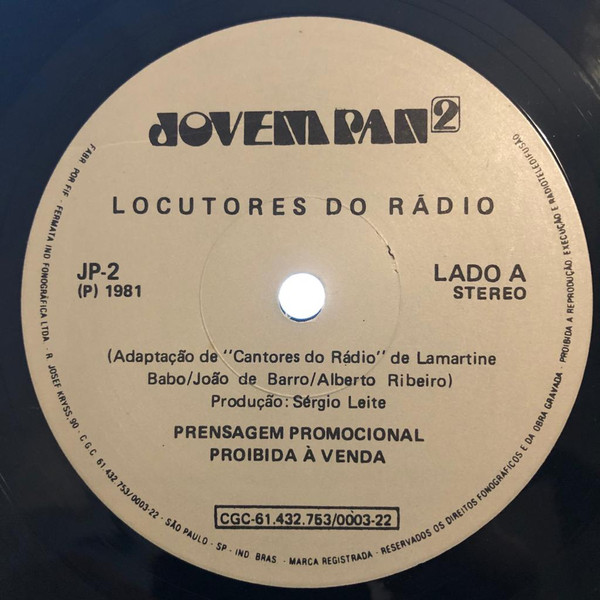 JOVEM PAN 2
LOCUTORES DO RÁDIO
JP-2
(P) 1981
LADO A
STEREO
(Adaptação de "Cantores do Rádio" de Lamartine
Babo/João de Barro/Alberto Ribeiro)
Produção: Sérgio Leite
PRENSAGEM PROMOCIONAL
PROIBIDA À VENDA
CGC-61.432.753/0003-22
FABR POR FIF - FERMATA IND FONOGRÁFICA LTDA. - R JOSEF KRYSS, 90 - CGC 61.432.753/0003-22 - SÃO PAULO - SP - IND BRAS - MARCA REGISTRADA - RESERVADOS OS DIREITOS FONOGRÁFICOS E DA OBRA GRAVADA - PROIBIDA A REPRODUÇÃO, EXECUÇÃO E RADIOTELEDIFUSÃO